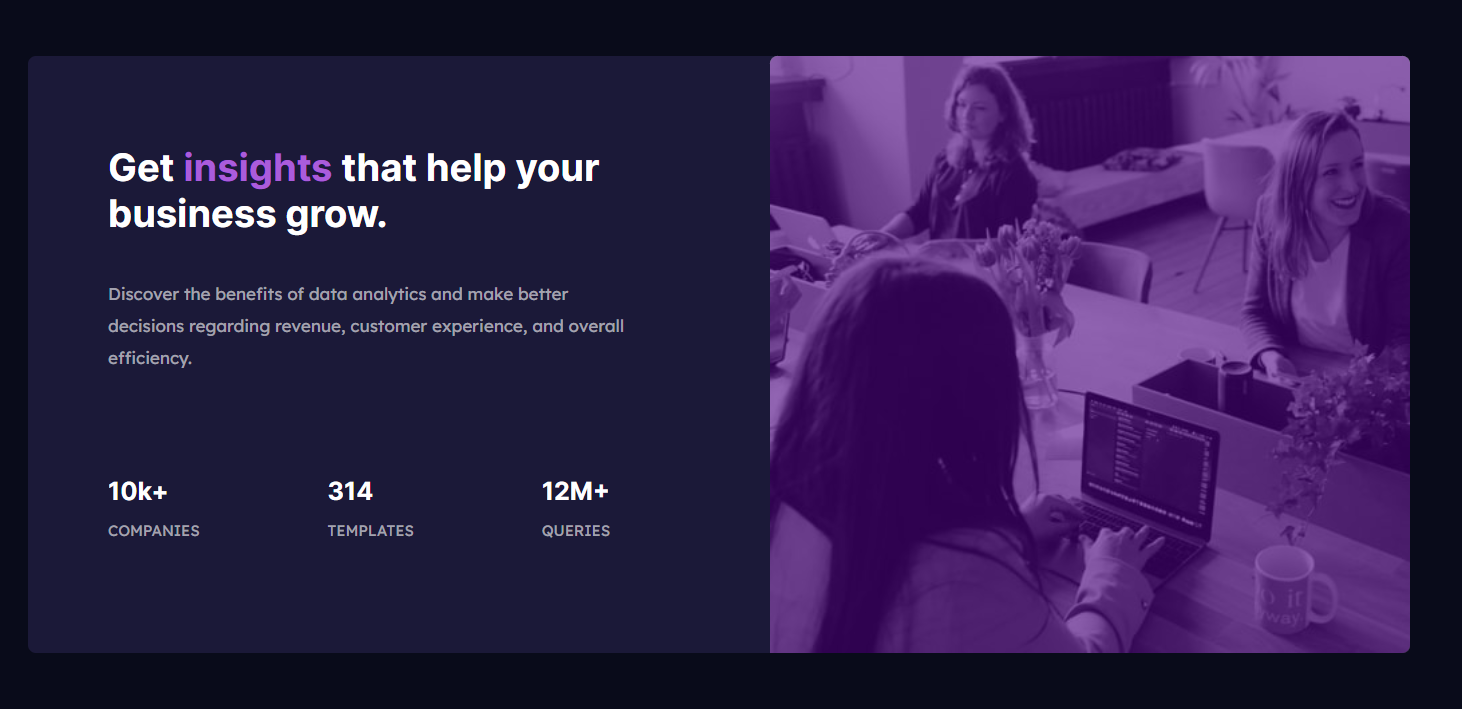 Get insights that help your
business grow.
Discover the benefits of data analytics and make better
decisions regarding revenue, customer experience, and overall
efficiency.
10k+
314
12M+
COMPANIES
TEMPLATES
QUERIES